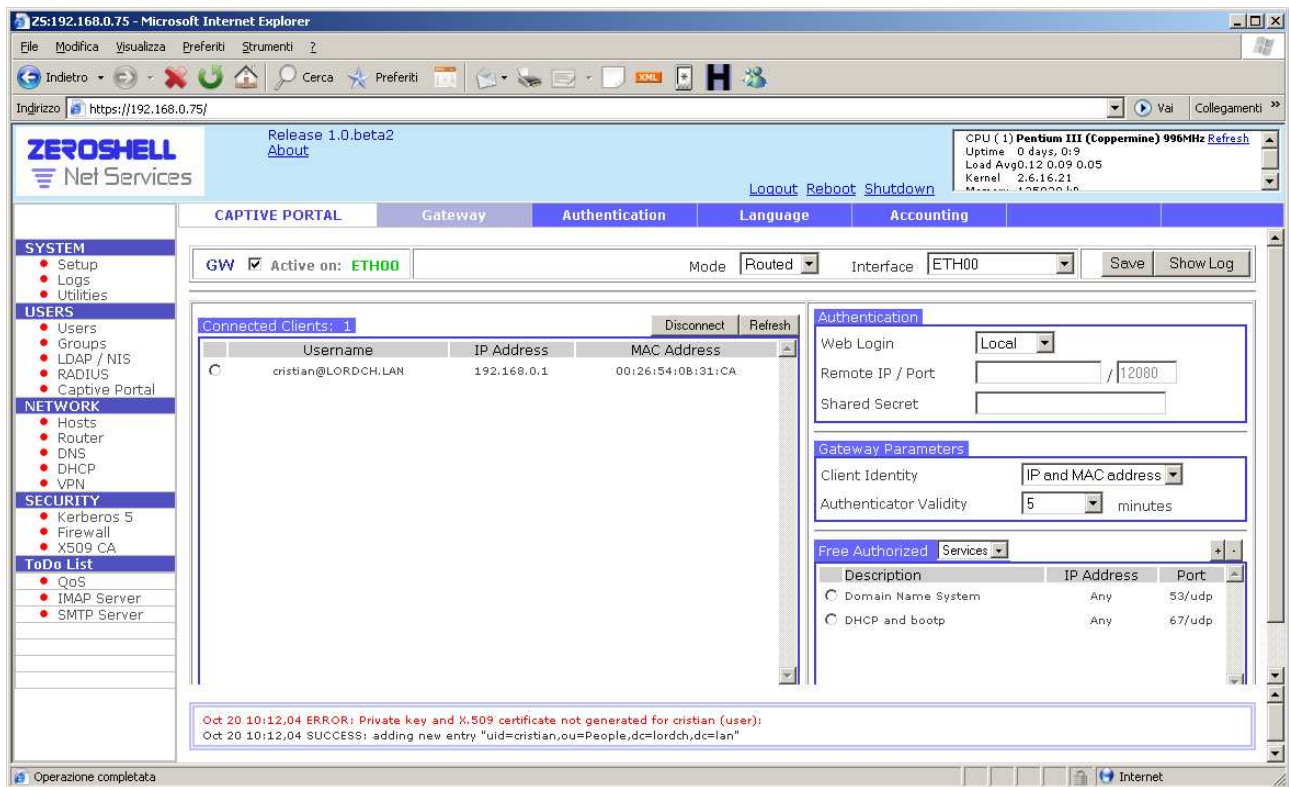 ZS:192.168.0.75 - Microsoft Internet Explorer
File Modifica Visualizza Preferiti Strumenti ?
Indietro Cerca Preferiti XML H
Indirizzo https://192.168.0.75/ Vai Collegamenti »
ZEROSHELL
Net Services
Release 1.0.beta2
About
Logout Reboot Shutdown
CPU ( 1) Pentium III (Coppermine) 996MHz Refresh
Uptime 0 days, 0:9
Load Avg0.12 0.09 0.05
Kernel 2.6.16.21
CAPTIVE PORTAL Gateway Authentication Language Accounting
SYSTEM
Setup
Logs
Utilities
USERS
Users
Groups
LDAP / NIS
RADIUS
Captive Portal
NETWORK
Hosts
Router
DNS
DHCP
VPN
SECURITY
Kerberos 5
Firewall
X509 CA
ToDo List
QoS
IMAP Server
SMTP Server
GW Active on: ETH00 Mode Routed Interface ETH00 Save Show Log
Connected Clients: 1 Disconnect Refresh
Username IP Address MAC Address
cristian@LORDCH.LAN 192.168.0.1 00:26:54:0B:31:CA
Authentication
Web Login Local
Remote IP / Port / 12080
Shared Secret
Gateway Parameters
Client Identity IP and MAC address
Authenticator Validity 5 minutes
Free Authorized Services + -
Description IP Address Port
Domain Name System Any 53/udp
DHCP and bootp Any 67/udp
Oct 20 10:12,04 ERROR: Private key and X.509 certificate not generated for cristian (user):
Oct 20 10:12,04 SUCCESS: adding new entry "uid=cristian,ou=People,dc=lordch,dc=lan"
Operazione completata Internet